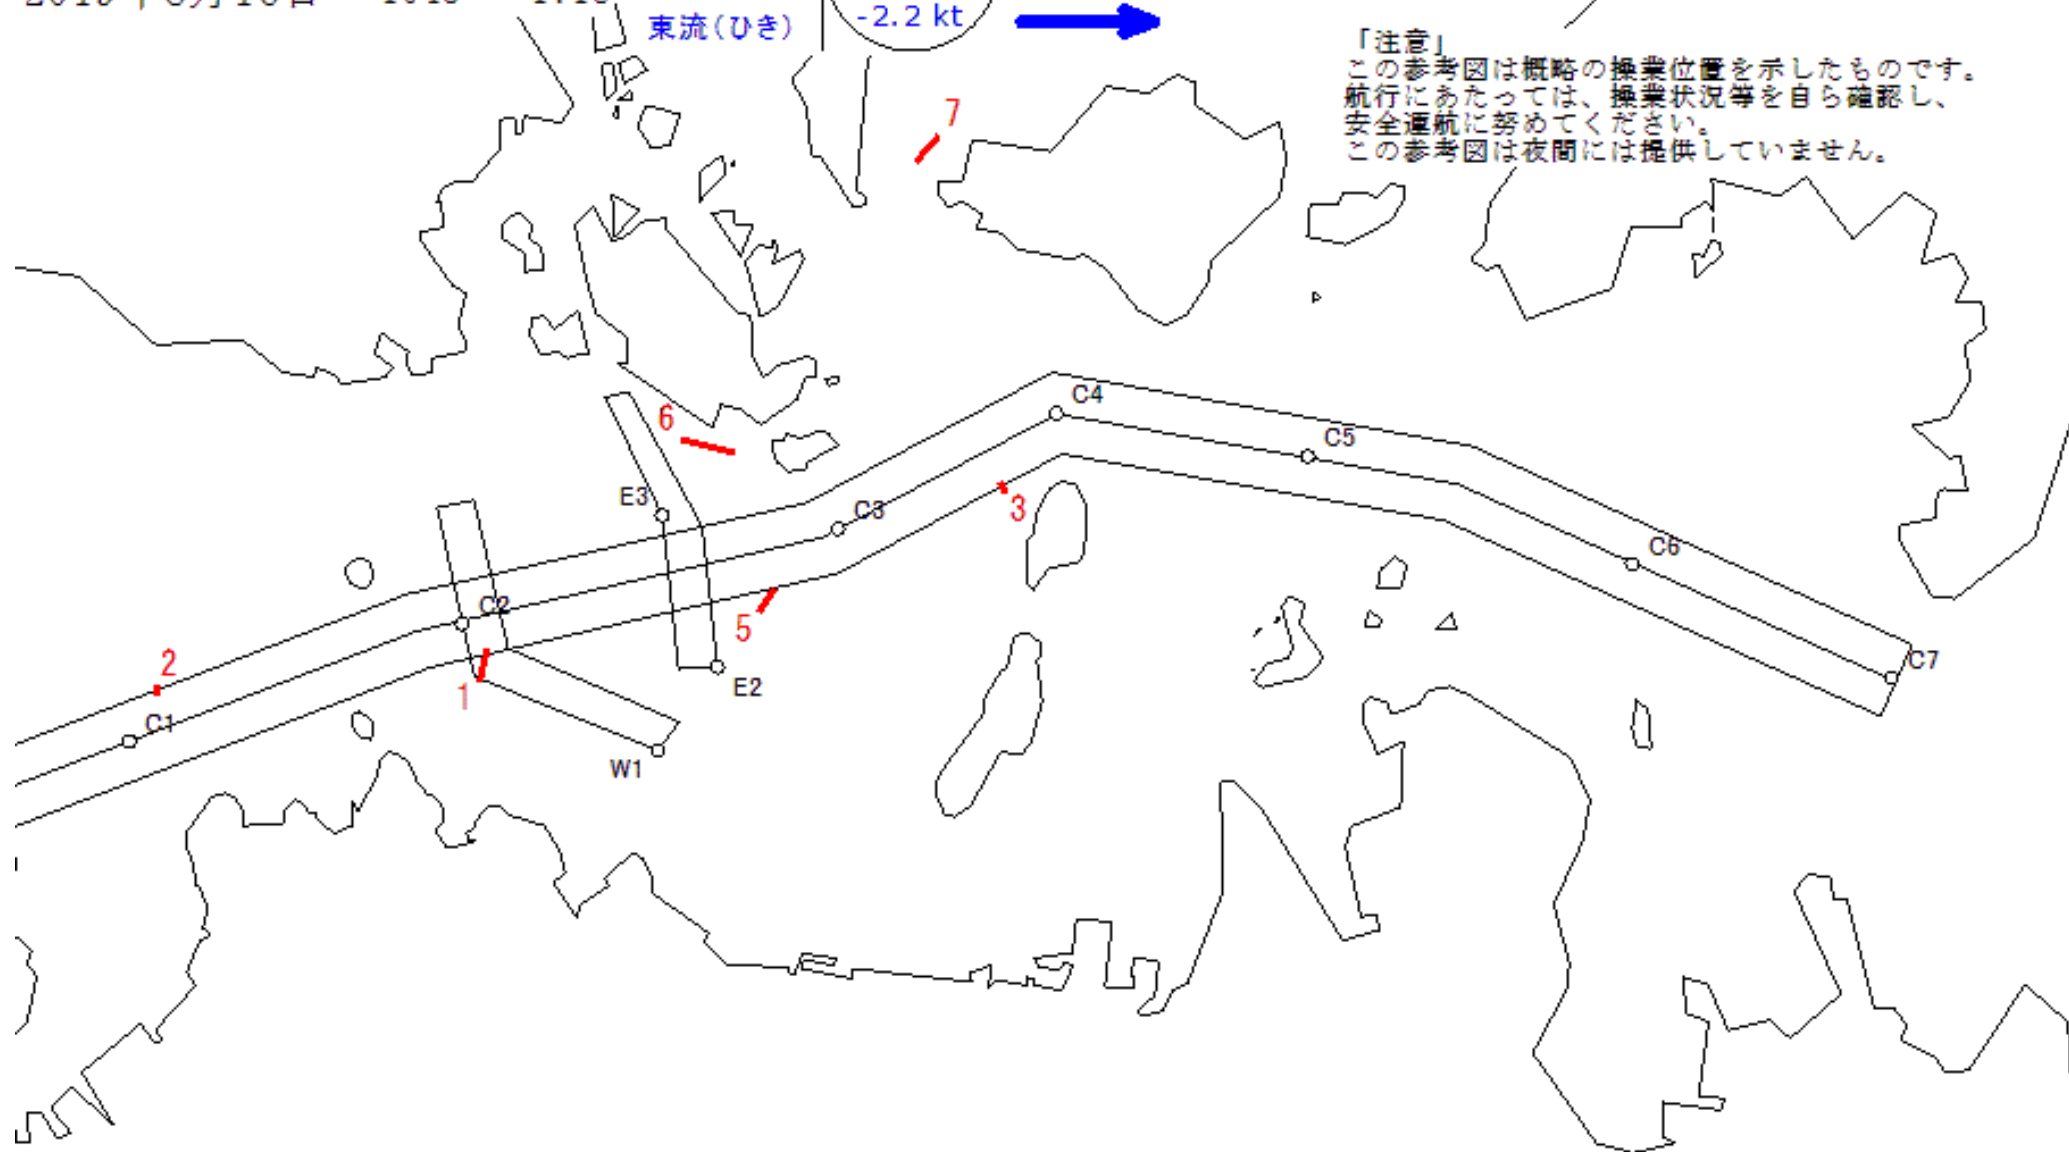 東流(ひき)
-2.2 kt
「注意」
この参考図は概略の操業位置を示したものです。
航行にあたっては、操業状況等を自ら確認し、
安全運航に努めてください。
この参考図は夜間には提供していません。
7
6
C4
C5
E3
C3
3
C6
C2
5
2
1
E2
C7
C1
W1